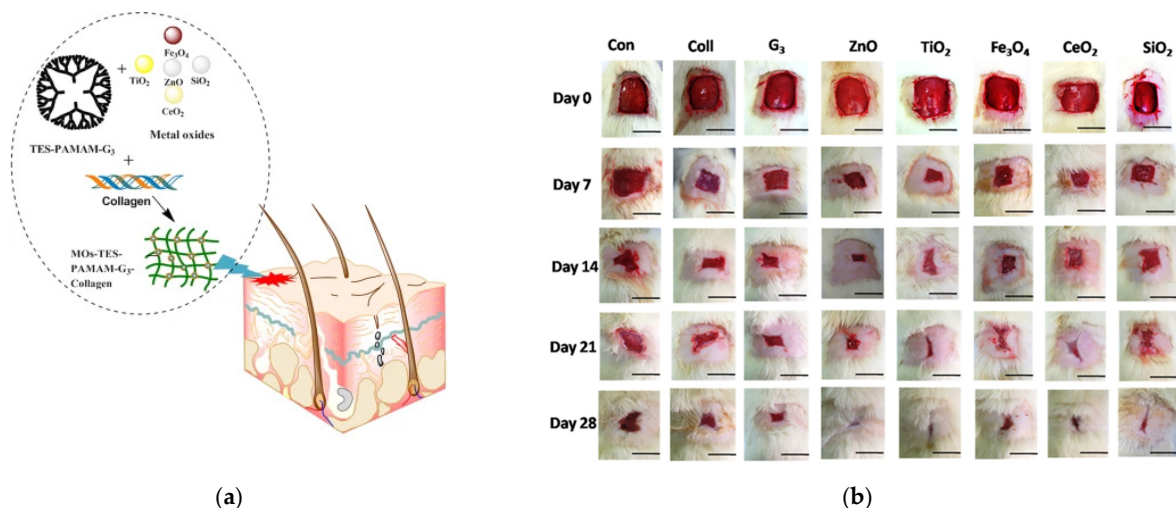 Fe₃O₄
TiO₂ ZnO SiO₂
CeO₂
Metal oxides
TES-PAMAM-G₃
+
+
Collagen
MOs-TES-
PAMAM-G₃-
Collagen
(a)
Con Coll G₃ ZnO TiO₂ Fe₃O₄ CeO₂ SiO₂
Day 0
Day 7
Day 14
Day 21
Day 28
(b)